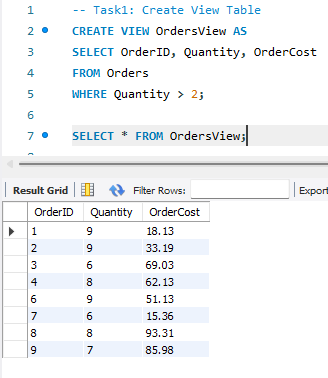 1 -- Task1: Create View Table
2 CREATE VIEW OrdersView AS
3 SELECT OrderID, Quantity, OrderCost
4 FROM Orders
5 WHERE Quantity > 2;
6
7 SELECT * FROM OrdersView;
Result Grid Filter Rows: Export
OrderID Quantity OrderCost
1 9 18.13
2 9 33.19
3 6 69.03
4 8 62.13
6 9 51.13
7 6 15.36
8 8 93.31
9 7 85.98